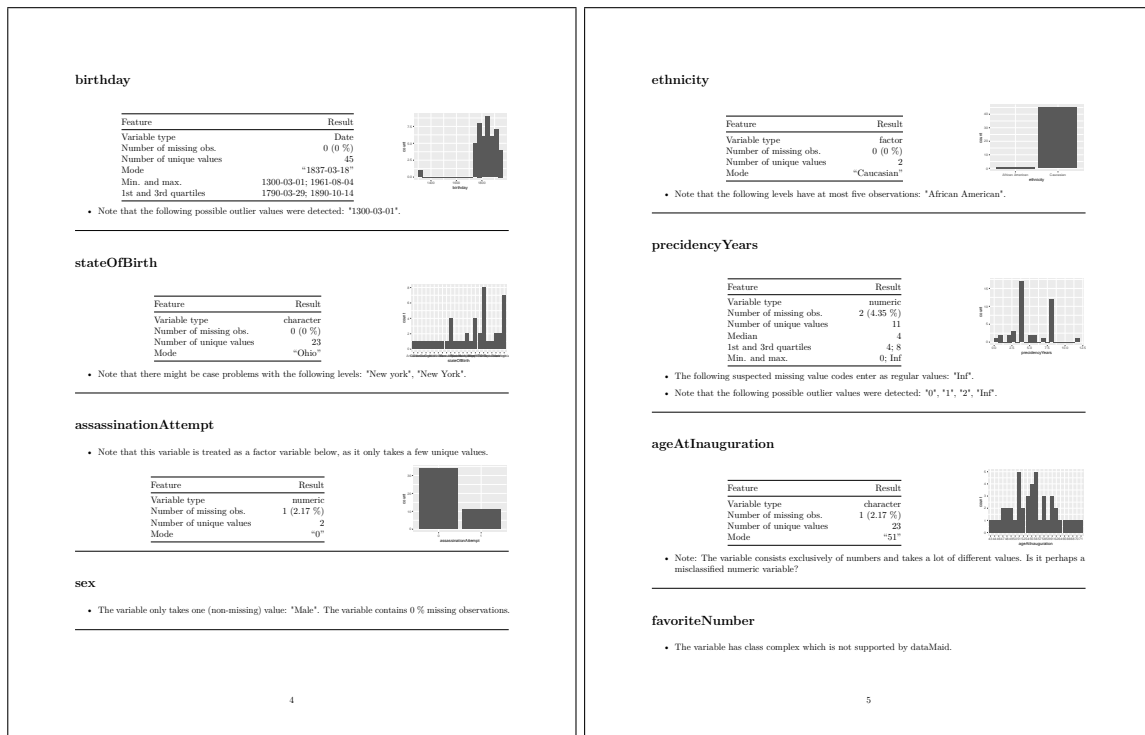 birthday
Feature Result
Variable type Date
Number of missing obs. 0 (0 %)
Number of unique values 45
Mode “1837-03-18”
Min. and max. 1300-03-01; 1961-08-04
1st and 3rd quartiles 1790-03-29; 1890-10-14
birthday
• Note that the following possible outlier values were detected: "1300-03-01".
stateOfBirth
Feature Result
Variable type character
Number of missing obs. 0 (0 %)
Number of unique values 23
Mode “Ohio”
stateOfBirth
• Note that there might be case problems with the following levels: "New york", "New York".
assassinationAttempt
• Note that this variable is treated as a factor variable below, as it only takes a few unique values.
Feature Result
Variable type numeric
Number of missing obs. 1 (2.17 %)
Number of unique values 2
Mode “0”
assassinationAttempt
sex
• The variable only takes one (non-missing) value: "Male". The variable contains 0 % missing observations.
4
ethnicity
Feature Result
Variable type factor
Number of missing obs. 0 (0 %)
Number of unique values 2
Mode “Caucasian”
ethnicity
• Note that the following levels have at most five observations: "African American".
precidencyYears
Feature Result
Variable type numeric
Number of missing obs. 2 (4.35 %)
Number of unique values 11
Median 4
1st and 3rd quartiles 4; 8
Min. and max. 0; Inf
precidencyYears
• The following suspected missing value codes enter as regular values: "Inf".
• Note that the following possible outlier values were detected: "0", "1", "2", "Inf".
ageAtInauguration
Feature Result
Variable type character
Number of missing obs. 1 (2.17 %)
Number of unique values 23
Mode “51”
ageAtInauguration
• Note: The variable consists exclusively of numbers and takes a lot of different values. Is it perhaps a
misclassified numeric variable?
favoriteNumber
• The variable has class complex which is not supported by dataMaid.
5